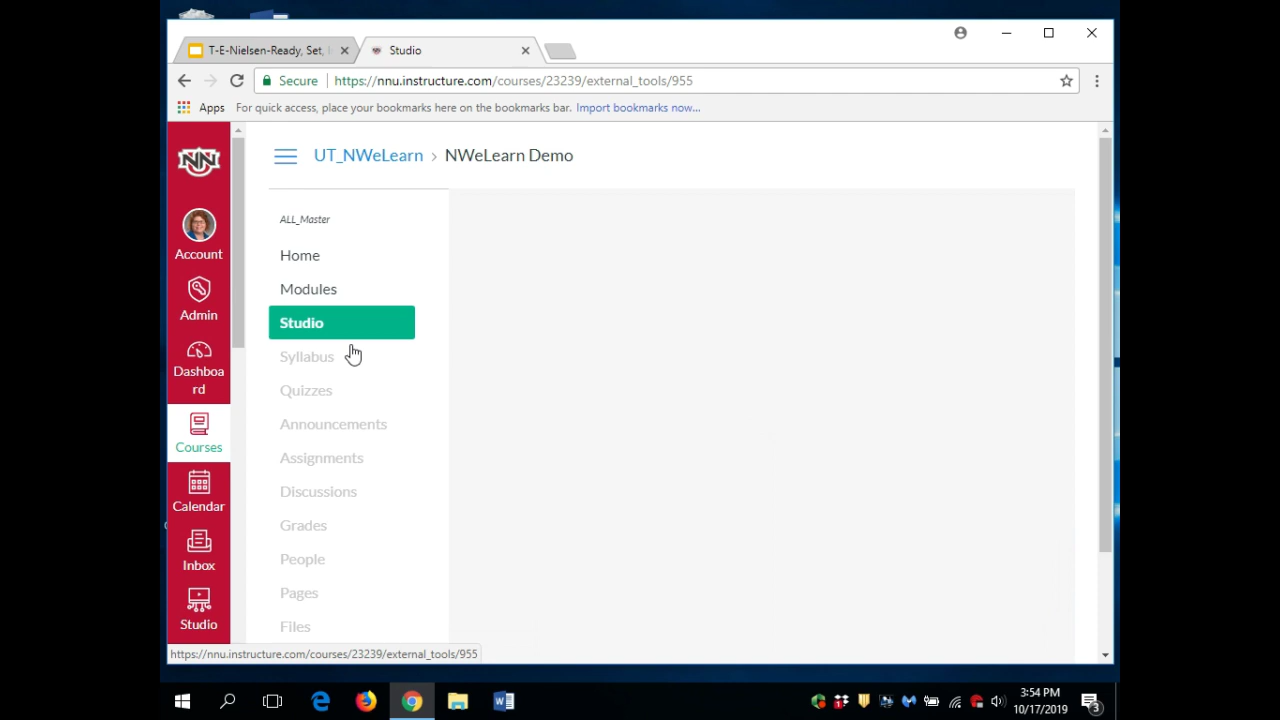 T-E-Nielsen-Ready, Set,
Studio
Secure
https://nnu.instructure.com/courses/23239/external_tools/955
Apps
For quick access, place your bookmarks here on the bookmarks bar. Import bookmarks now...
NN
UT_NWeLearn › NWeLearn Demo
Account
Admin
Dashboa
rd
Courses
Calendar
Inbox
Studio
ALL_Master
Home
Modules
Studio
Syllabus
Quizzes
Announcements
Assignments
Discussions
Grades
People
Pages
Files
https://nnu.instructure.com/courses/23239/external_tools/955
3:54 PM
10/17/2019
3